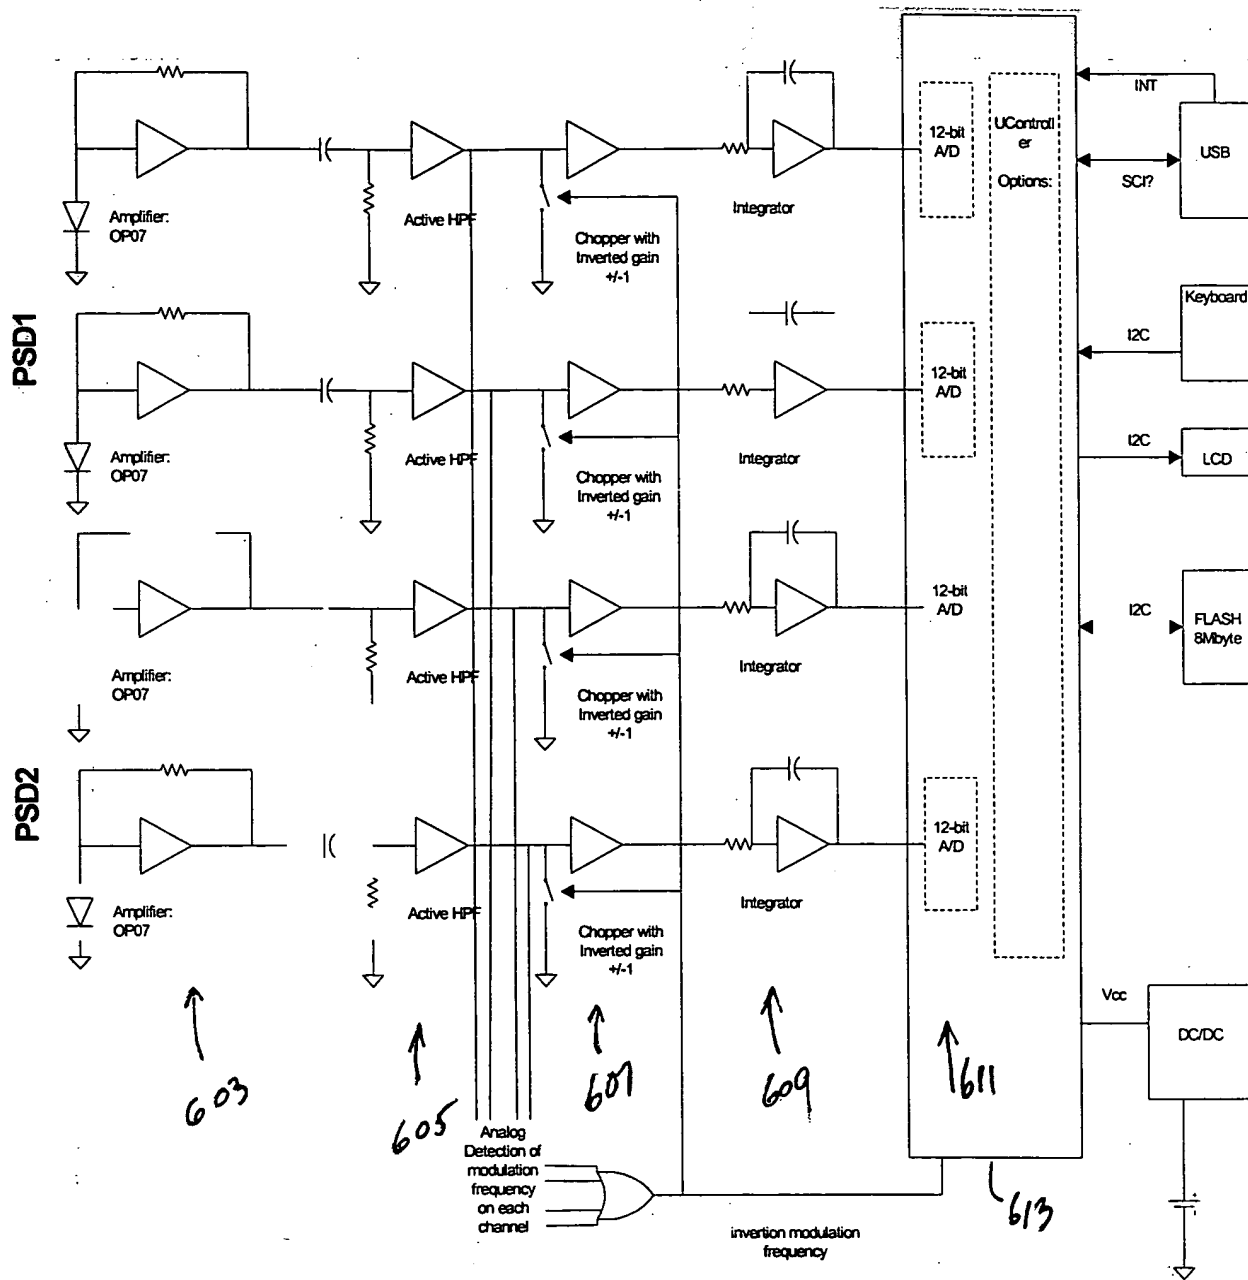 INT
12-bit
A/D
UControll
er
Options:
USB
SCI?
Amplifier:
OP07
Active HPF
Integrator
Chopper with
Inverted gain
+/-1
PSD1
Keyboard
I2C
12-bit
A/D
Amplifier:
OP07
Active HPF
Integrator
I2C
LCD
Chopper with
Inverted gain
+/-1
12-bit
A/D
I2C
FLASH
8Mbyte
Amplifier:
OP07
Active HPF
Integrator
Chopper with
Inverted gain
+/-1
PSD2
12-bit
A/D
Amplifier:
OP07
Active HPF
Integrator
Chopper with
Inverted gain
+/-1
Vcc
DC/DC
603
605
607
609
611
613
Analog
Detection of
modulation
frequency
on each
channel
invertion modulation
frequency